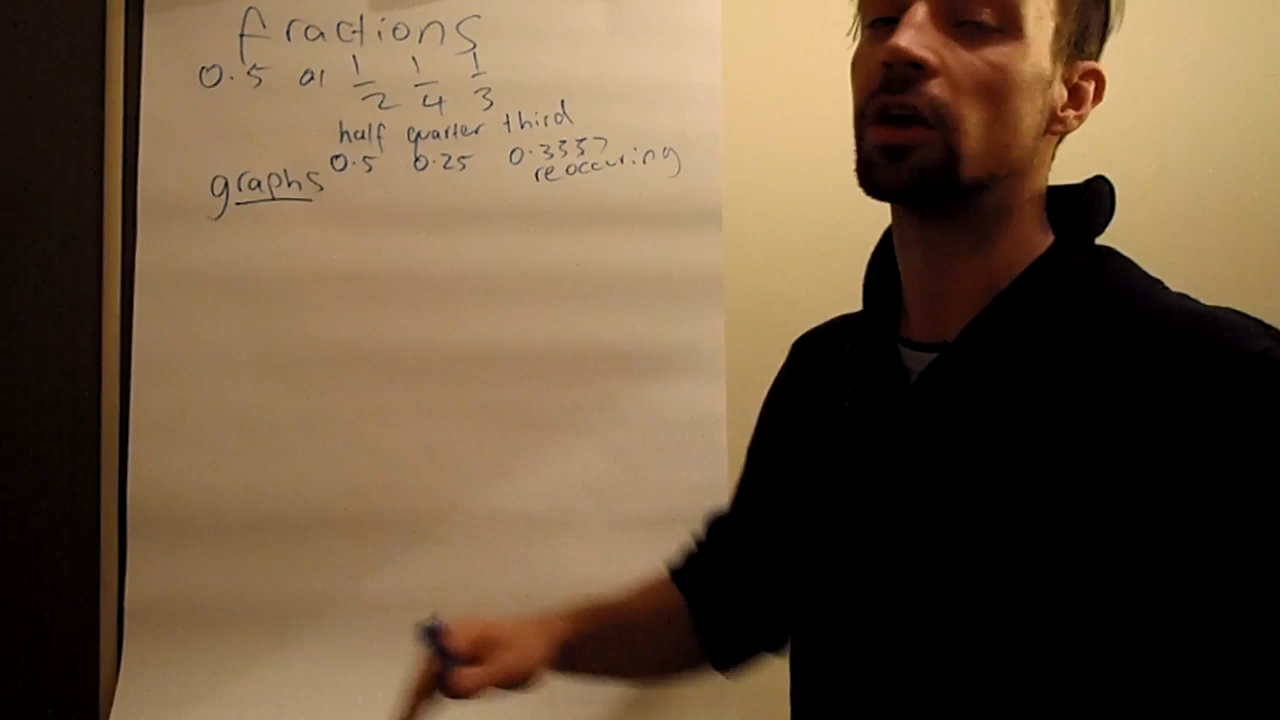 fractions
0.5 or 1/2 1/4 1/3
half quarter third
0.5 0.25 0.3333
reoccuring
graphs